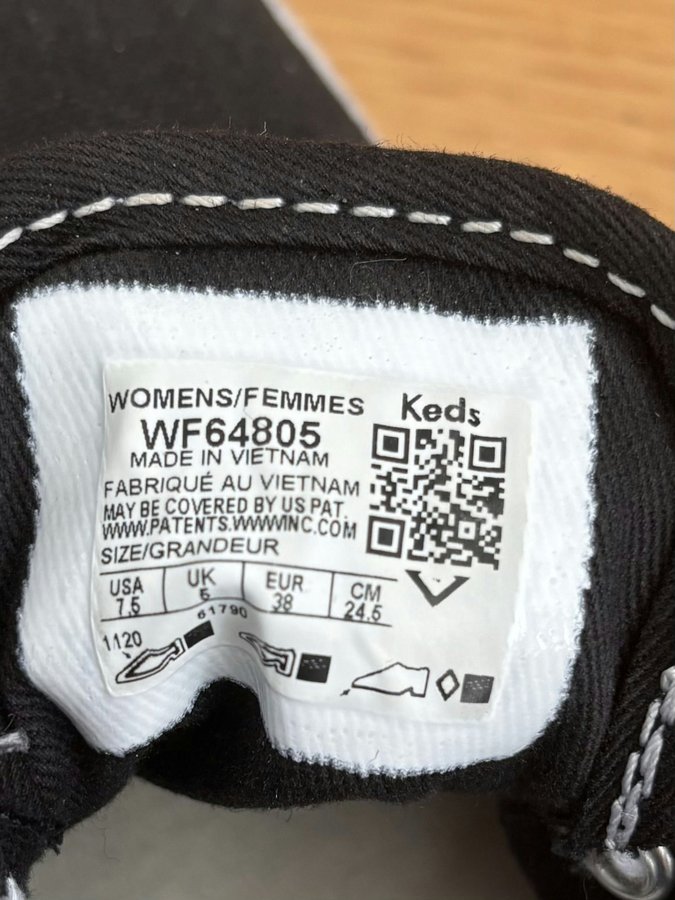 WOMENS/FEMMES
Keds
WF64805
MADE IN VIETNAM
FABRIQUÉ AU VIETNAM
MAY BE COVERED BY US PAT.
WWW.PATENTS.WWWINC.COM
SIZE/GRANDEUR
USA UK EUR CM
7.5 5 38 24.5
61790
1120